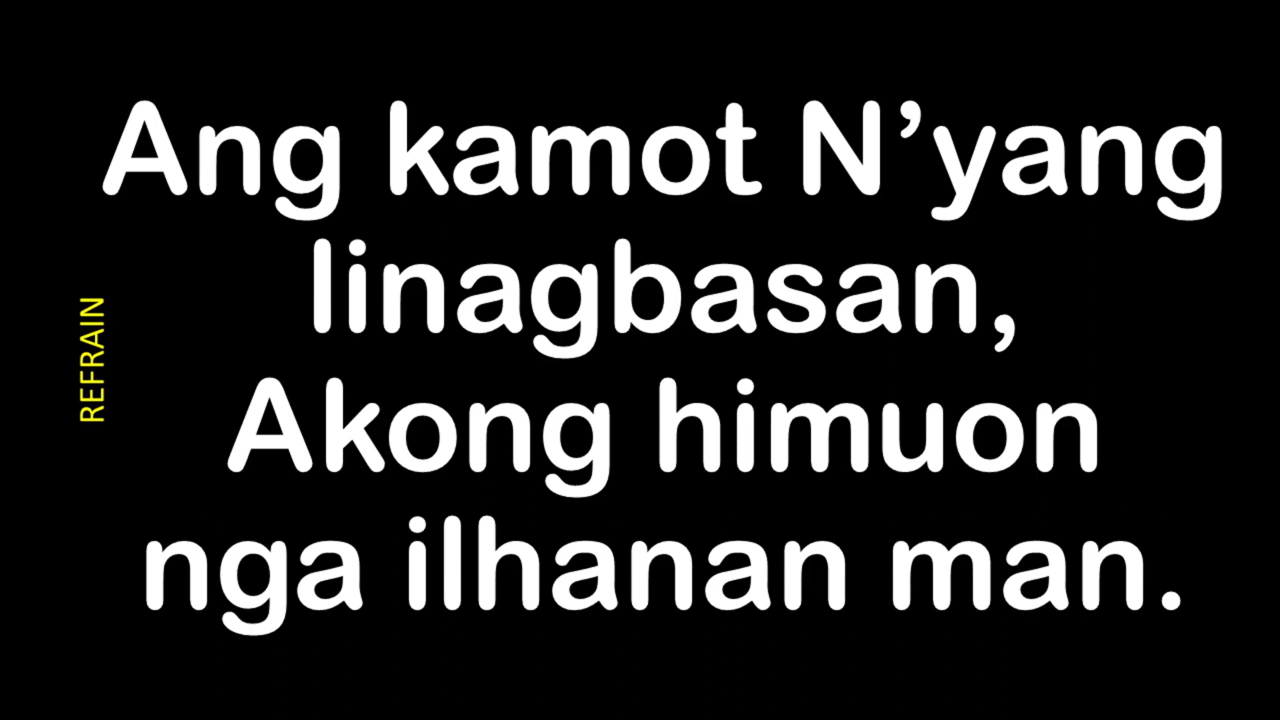 REFRAIN
Ang kamot N’yang
linagbasan,
Akong himuon
nga ilhanan man.